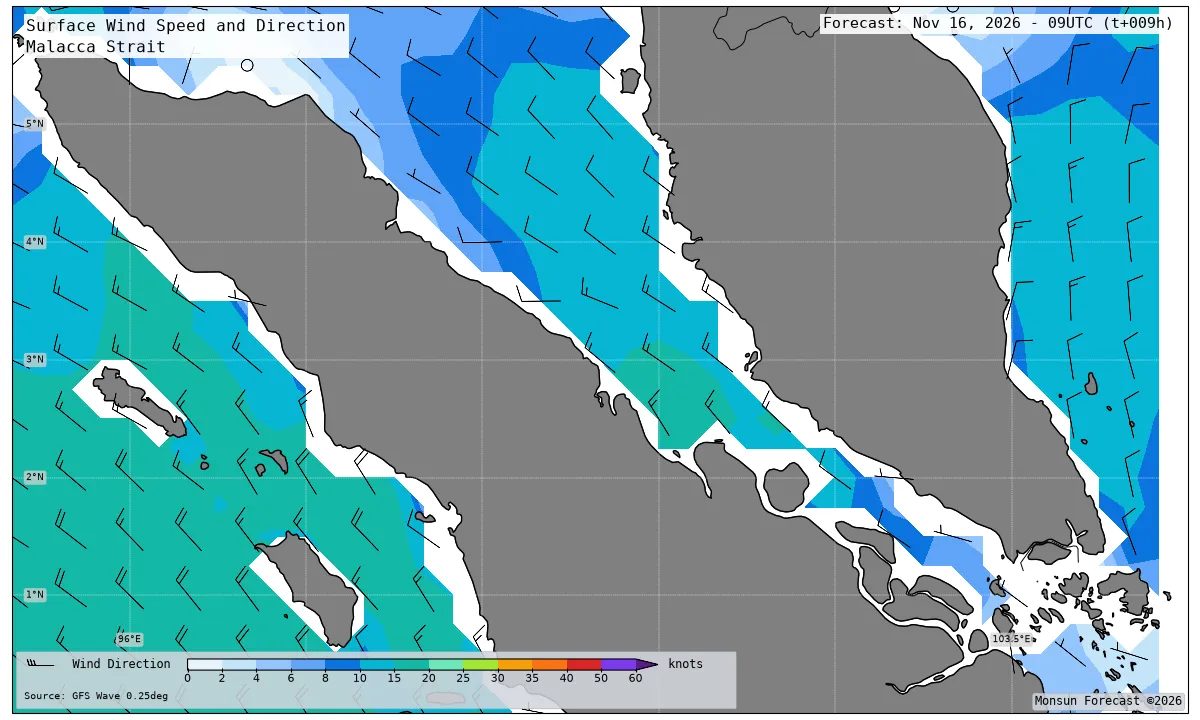 Surface Wind Speed and Direction
Malacca Strait
Forecast: Nov 16, 2026 - 09UTC (t+009h)
5°N
4°N
3°N
2°N
1°N
96°E
103.5°E
Wind Direction
0 2 4 6 8 10 15 20 25 30 35 40 50 60
knots
Source: GFS Wave 0.25deg
Monsun Forecast ©2026